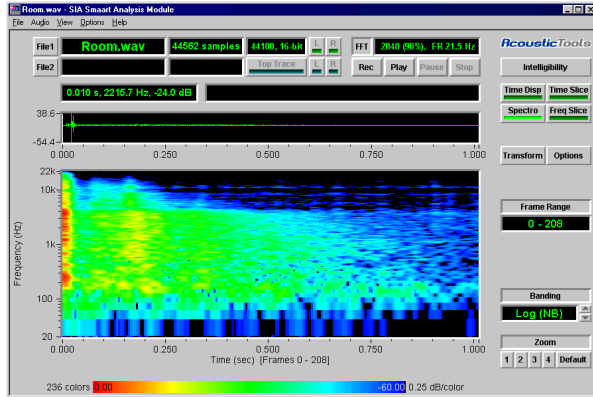 Room.wav - SIA Smaart Analysis Module
File Audio View Options Help
File1 Room.wav 44562 samples 44100, 16-bit L R FFT 2048 (90%), FR 21.5 Hz AcousticTools
File2 Top Trace L R Rec Play Pause Stop Intelligibility
0.010 s, 2215.7 Hz, -24.0 dB Time Disp Time Slice
Spectro Freq Slice
38.6
-54.4
0.000 0.250 0.500 0.750 1.000
Transform Options
22k
10k
1k
100
20
Frequency (Hz)
Frame Range
0 - 208
Banding
Log (NB)
Zoom
1 2 3 4 Default
0.000 0.250 0.500 0.750 1.000
Time (sec) [Frames 0 - 208]
236 colors 0.00 -60.00 0.25 dB/color